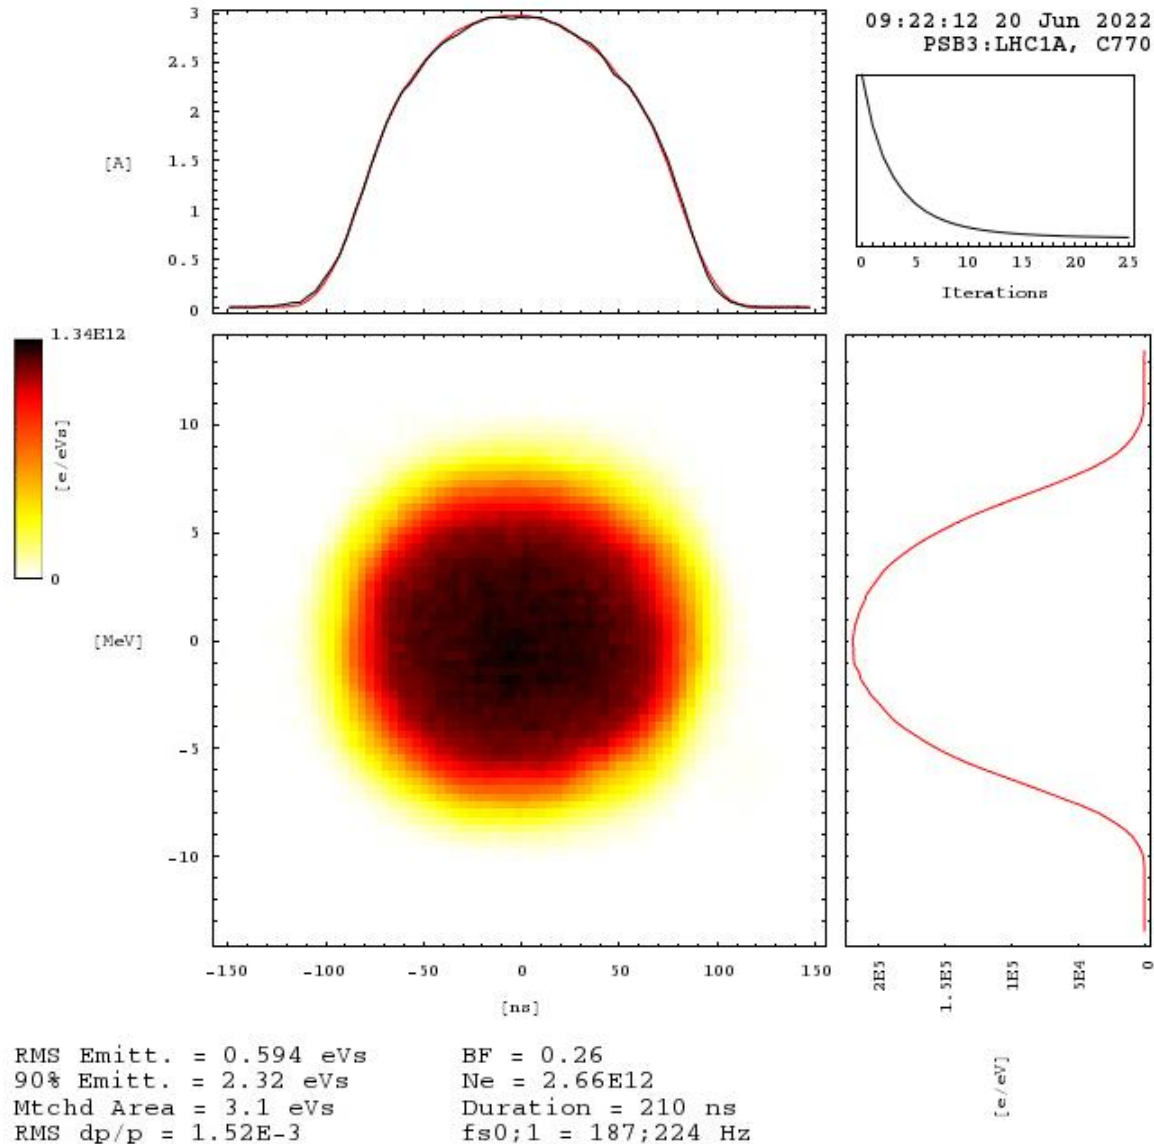 09:22:12 20 Jun 2022
PSB3:LHC1A, C770
3
2.5
2
1.5
1
0.5
0
[A]
0 5 10 15 20 25
Iterations
1.34E12
[e/eVs]
0
10
5
0
-5
-10
[MeV]
-150 -100 -50 0 50 100 150
[ns]
2E5 1.5E5 1E5 5E4 0
[e/eV]
RMS Emitt. = 0.594 eVs BF = 0.26
90% Emitt. = 2.32 eVs Ne = 2.66E12
Mtchd Area = 3.1 eVs Duration = 210 ns
RMS dp/p = 1.52E-3 fs0;1 = 187;224 Hz